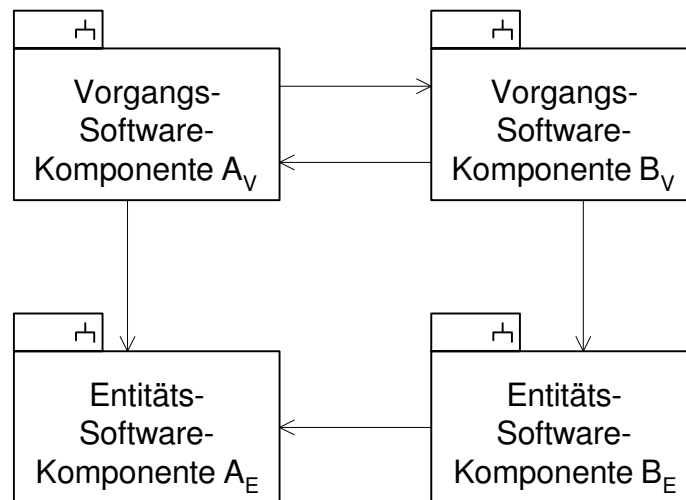 Vorgangs-
Software-
Komponente A_V
Vorgangs-
Software-
Komponente B_V
Entitäts-
Software-
Komponente A_E
Entitäts-
Software-
Komponente B_E